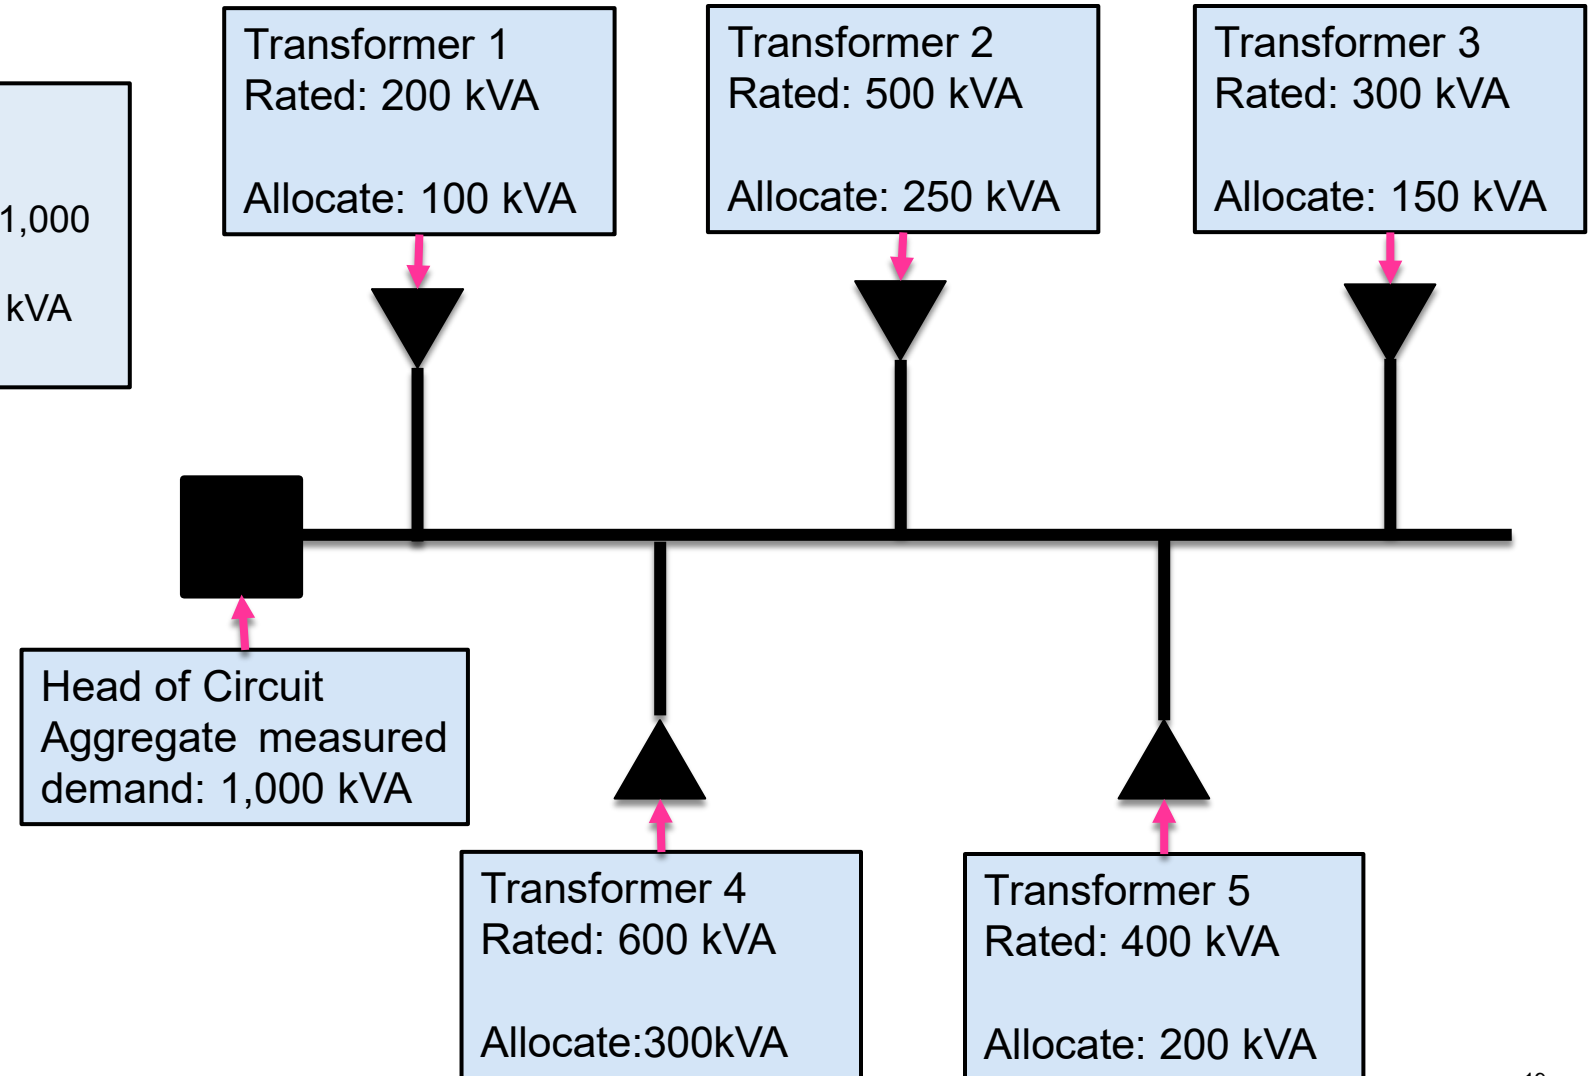 Transformer 1
Rated: 200 kVA
Allocate: 100 kVA
Transformer 2
Rated: 500 kVA
Allocate: 250 kVA
Transformer 3
Rated: 300 kVA
Allocate: 150 kVA
1,000
kVA
Head of Circuit
Aggregate measured
demand: 1,000 kVA
Transformer 4
Rated: 600 kVA
Allocate:300kVA
Transformer 5
Rated: 400 kVA
Allocate: 200 kVA